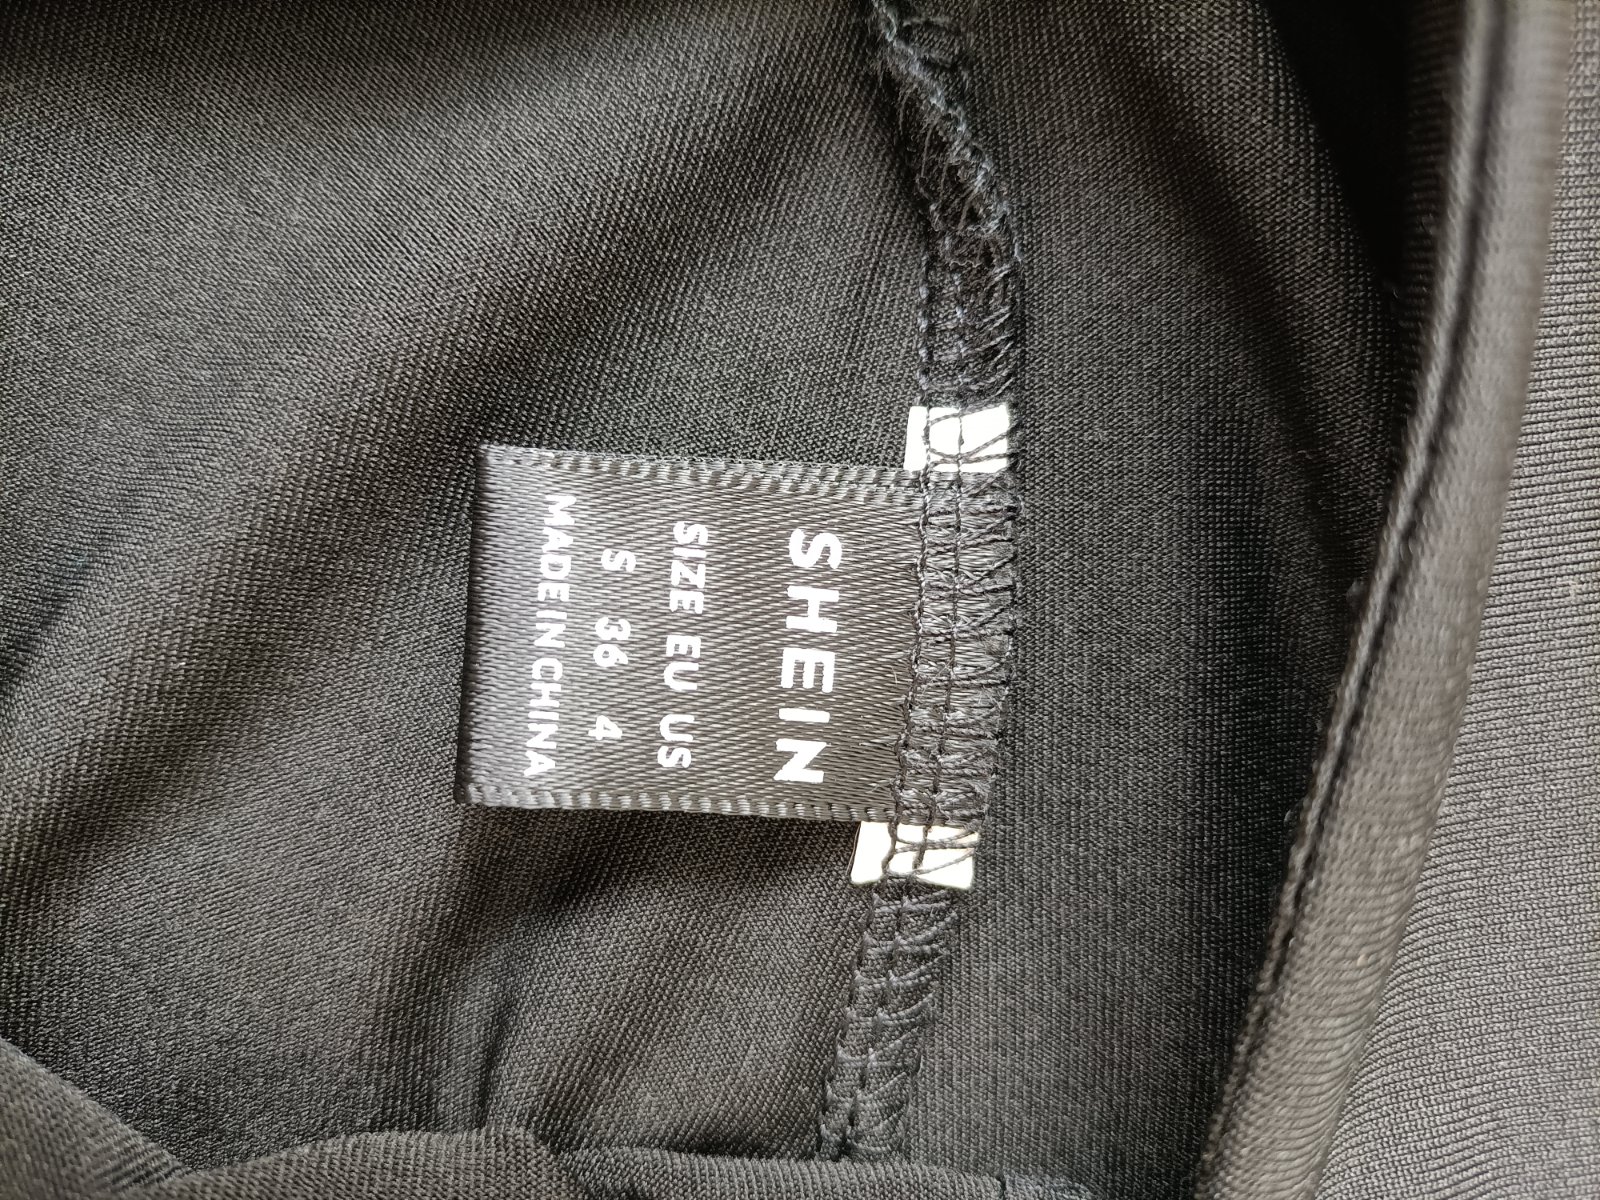 SHEIN
SIZE EU US
S 36 4
MADE IN CHINA